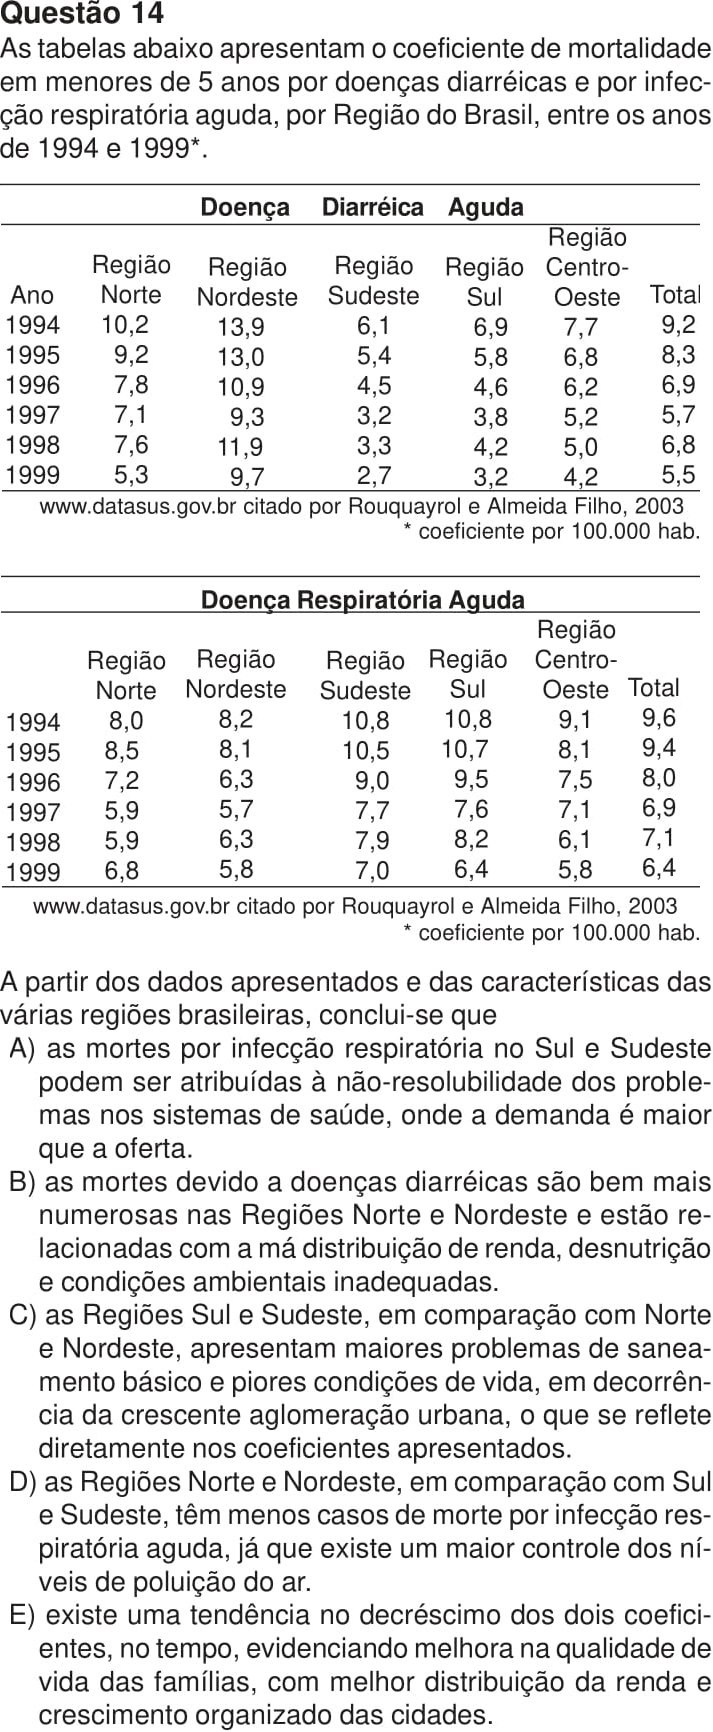 Questão 14
As tabelas abaixo apresentam o coeficiente de mortalidade
em menores de 5 anos por doenças diarréicas e por infec-
ção respiratória aguda, por Região do Brasil, entre os anos
de 1994 e 1999*.
Doença Diarréica Aguda
Região
Região Região Região Região Centro-
Ano Norte Nordeste Sudeste Sul Oeste Total
1994 10,2 13,9 6,1 6,9 7,7 9,2
1995 9,2 13,0 5,4 5,8 6,8 8,3
1996 7,8 10,9 4,5 4,6 6,2 6,9
1997 7,1 9,3 3,2 3,8 5,2 5,7
1998 7,6 11,9 3,3 4,2 5,0 6,8
1999 5,3 9,7 2,7 3,2 4,2 5,5
www.datasus.gov.br citado por Rouquayrol e Almeida Filho, 2003
* coeficiente por 100.000 hab.
Doença Respiratória Aguda
Região
Região Região Região Região Centro-
Norte Nordeste Sudeste Sul Oeste Total
1994 8,0 8,2 10,8 10,8 9,1 9,6
1995 8,5 8,1 10,5 10,7 8,1 9,4
1996 7,2 6,3 9,0 9,5 7,5 8,0
1997 5,9 5,7 7,7 7,6 7,1 6,9
1998 5,9 6,3 7,9 8,2 6,1 7,1
1999 6,8 5,8 7,0 6,4 5,8 6,4
www.datasus.gov.br citado por Rouquayrol e Almeida Filho, 2003
* coeficiente por 100.000 hab.
A partir dos dados apresentados e das características das
várias regiões brasileiras, conclui-se que
A) as mortes por infecção respiratória no Sul e Sudeste
podem ser atribuídas à não-resolubilidade dos proble-
mas nos sistemas de saúde, onde a demanda é maior
que a oferta.
B) as mortes devido a doenças diarréicas são bem mais
numerosas nas Regiões Norte e Nordeste e estão re-
lacionadas com a má distribuição de renda, desnutrição
e condições ambientais inadequadas.
C) as Regiões Sul e Sudeste, em comparação com Norte
e Nordeste, apresentam maiores problemas de sanea-
mento básico e piores condições de vida, em decorrên-
cia da crescente aglomeração urbana, o que se reflete
diretamente nos coeficientes apresentados.
D) as Regiões Norte e Nordeste, em comparação com Sul
e Sudeste, têm menos casos de morte por infecção res-
piratória aguda, já que existe um maior controle dos ní-
veis de poluição do ar.
E) existe uma tendência no decréscimo dos dois coefici-
entes, no tempo, evidenciando melhora na qualidade de
vida das famílias, com melhor distribuição da renda e
crescimento organizado das cidades.